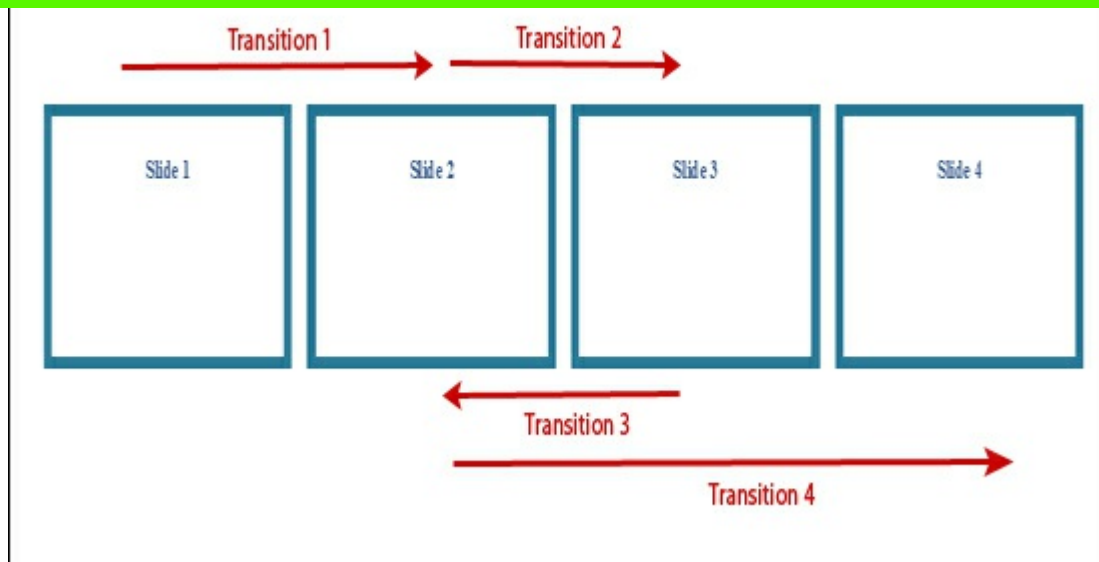 Transition 1
Transition 2
Slide 1
Slide 2
Slide 3
Slide 4
Transition 3
Transition 4